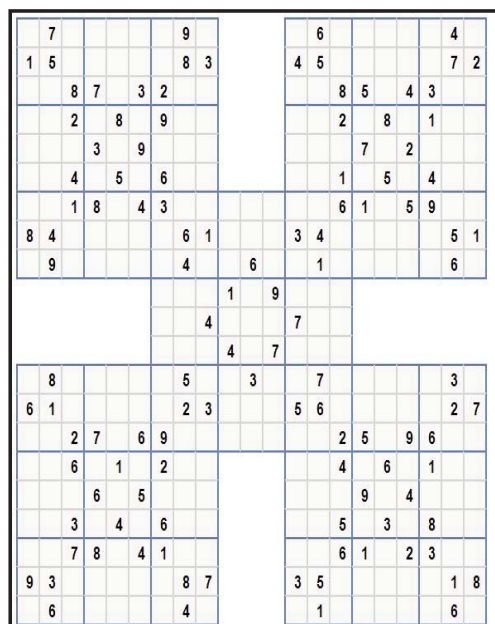 7 9 6 4
1 5 8 3 4 5 7 2
8 7 3 2 8 5 4 3
2 8 9 2 8 1
3 9 7 2
4 5 6 1 5 4
1 8 4 3 6 1 5 9
8 4 6 1 3 4 5 1
9 4 6 1 6
1 9
4 7
4 7
8 5 3 7 3
6 1 2 3 5 6 2 7
2 7 6 9 2 5 9 6
6 1 2 4 6 1
6 5 9 4
3 4 6 5 3 8
7 8 4 1 6 1 2 3
9 3 8 7 3 5 1 8
6 4 1 6